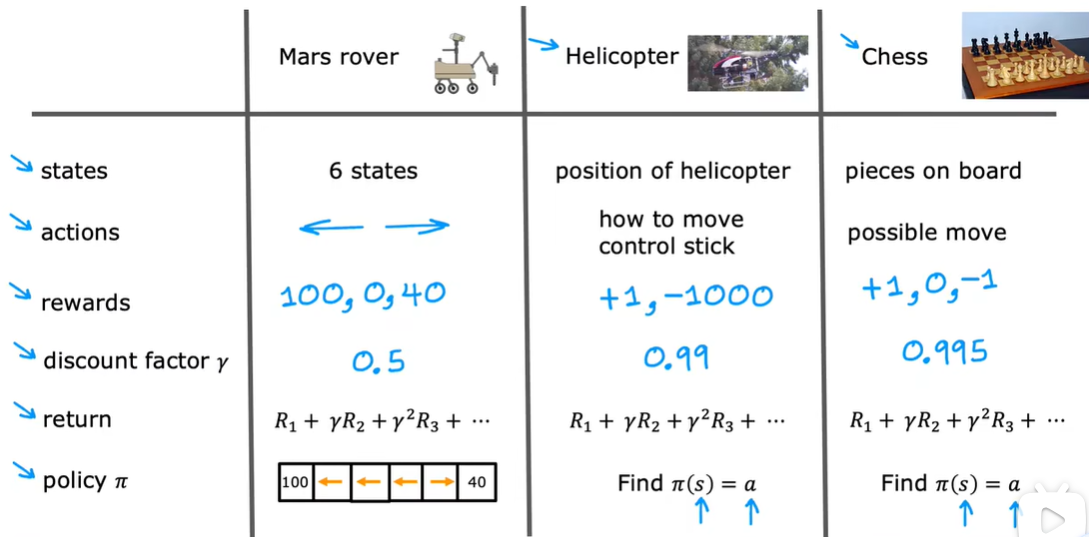 Mars rover
Helicopter
Chess
states
6 states
position of helicopter
pieces on board
actions
how to move
control stick
possible move
rewards
100, 0, 40
+1, -1000
+1, 0, -1
discount factor γ
0.5
0.99
0.995
return
R₁ + γR₂ + γ²R₃ + ⋯
R₁ + γR₂ + γ²R₃ + ⋯
R₁ + γR₂ + γ²R₃ + ⋯
policy π
100 ← ← ← → 40
Find π(s) = a
Find π(s) = a